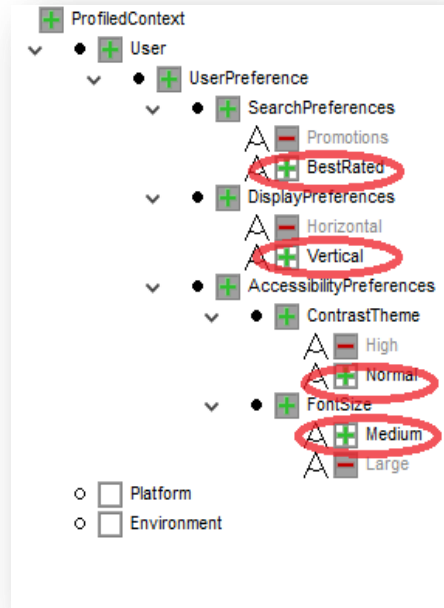 ProfiledContext
User
UserPreference
SearchPreferences
Promotions
BestRated
DisplayPreferences
Horizontal
Vertical
AccessibilityPreferences
ContrastTheme
High
Normal
FontSize
Medium
Large
Platform
Environment